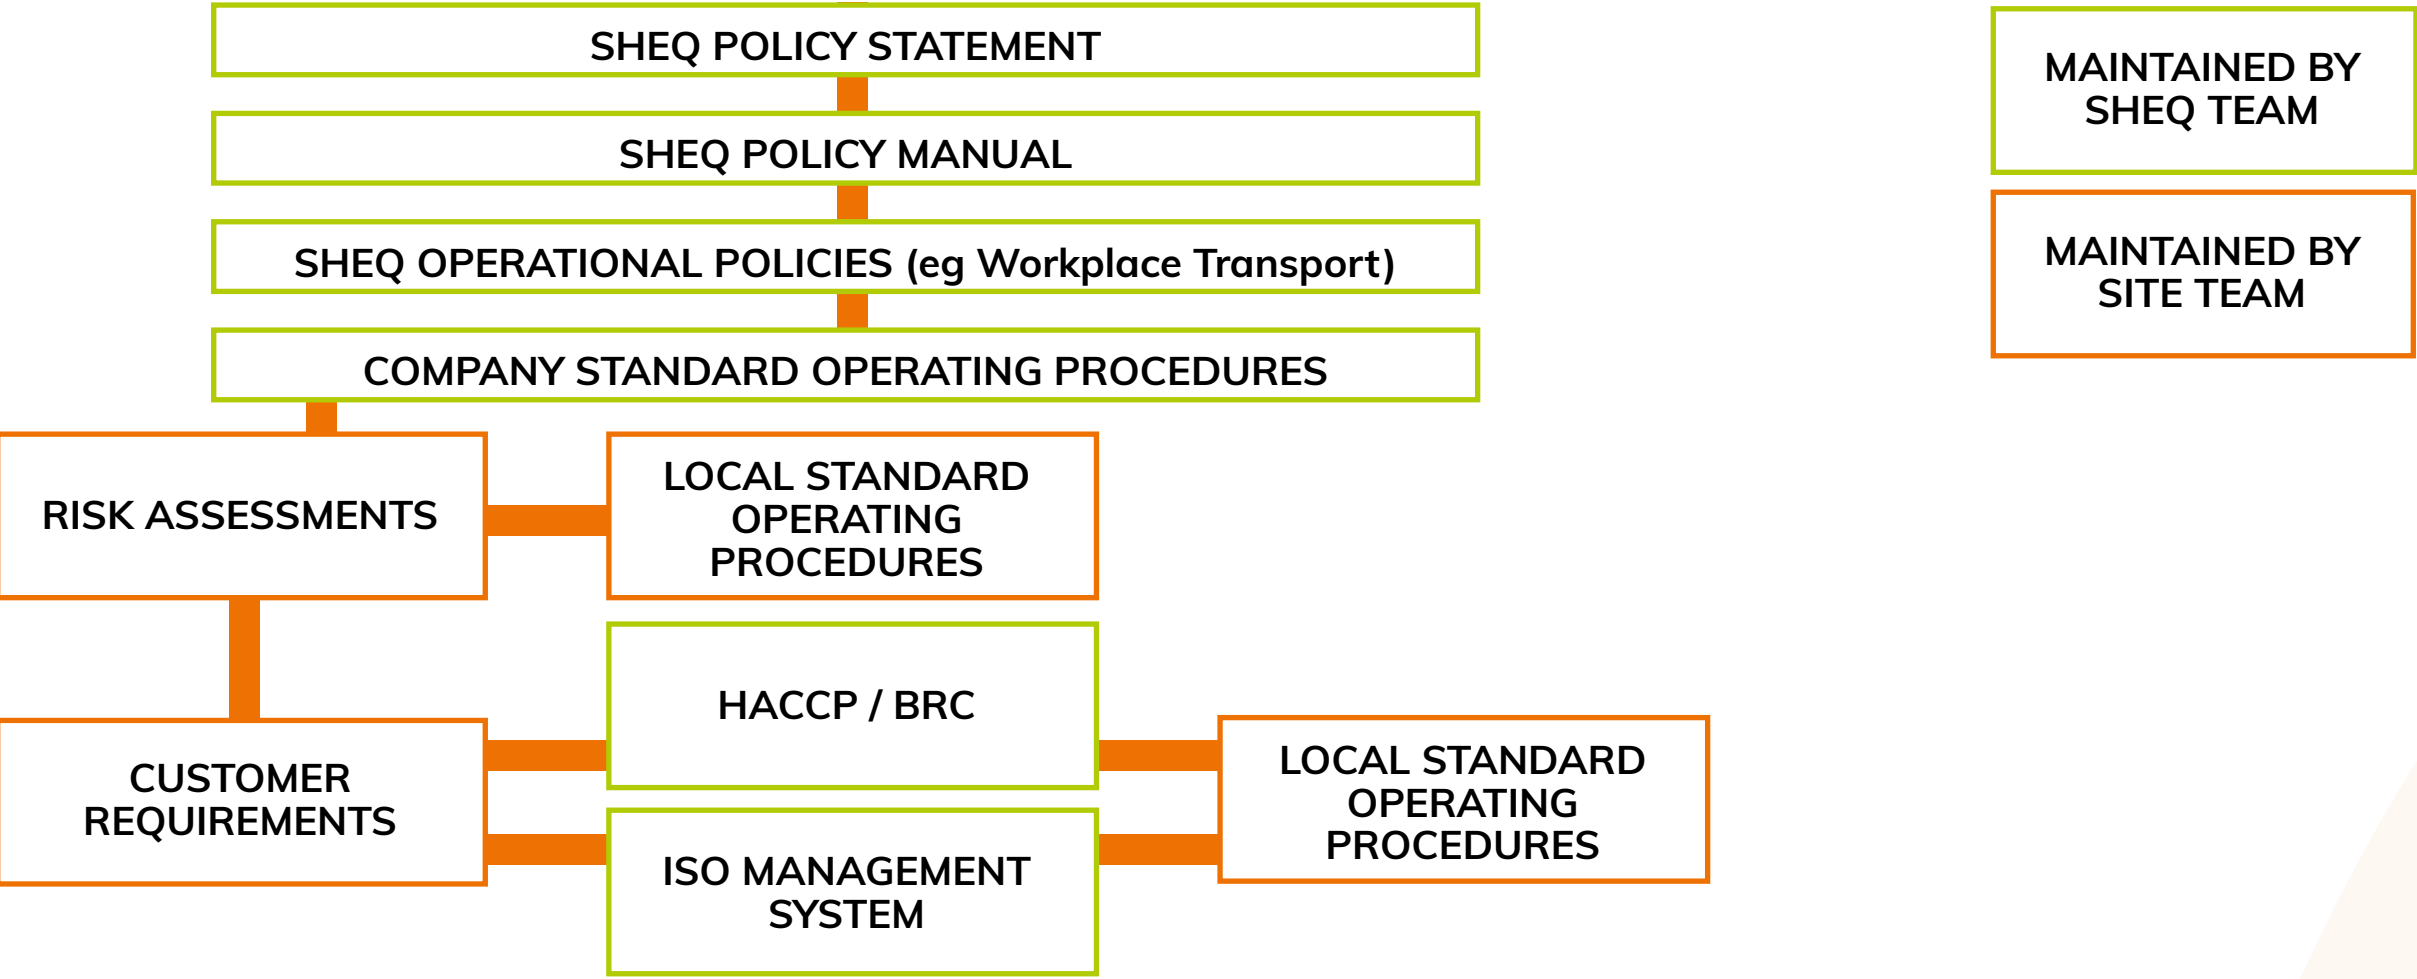 SHEQ POLICY STATEMENT
SHEQ POLICY MANUAL
SHEQ OPERATIONAL POLICIES (eg Workplace Transport)
COMPANY STANDARD OPERATING PROCEDURES
RISK ASSESSMENTS
LOCAL STANDARD
OPERATING
PROCEDURES
HACCP / BRC
CUSTOMER
REQUIREMENTS
ISO MANAGEMENT
SYSTEM
LOCAL STANDARD
OPERATING
PROCEDURES
MAINTAINED BY
SHEQ TEAM
MAINTAINED BY
SITE TEAM